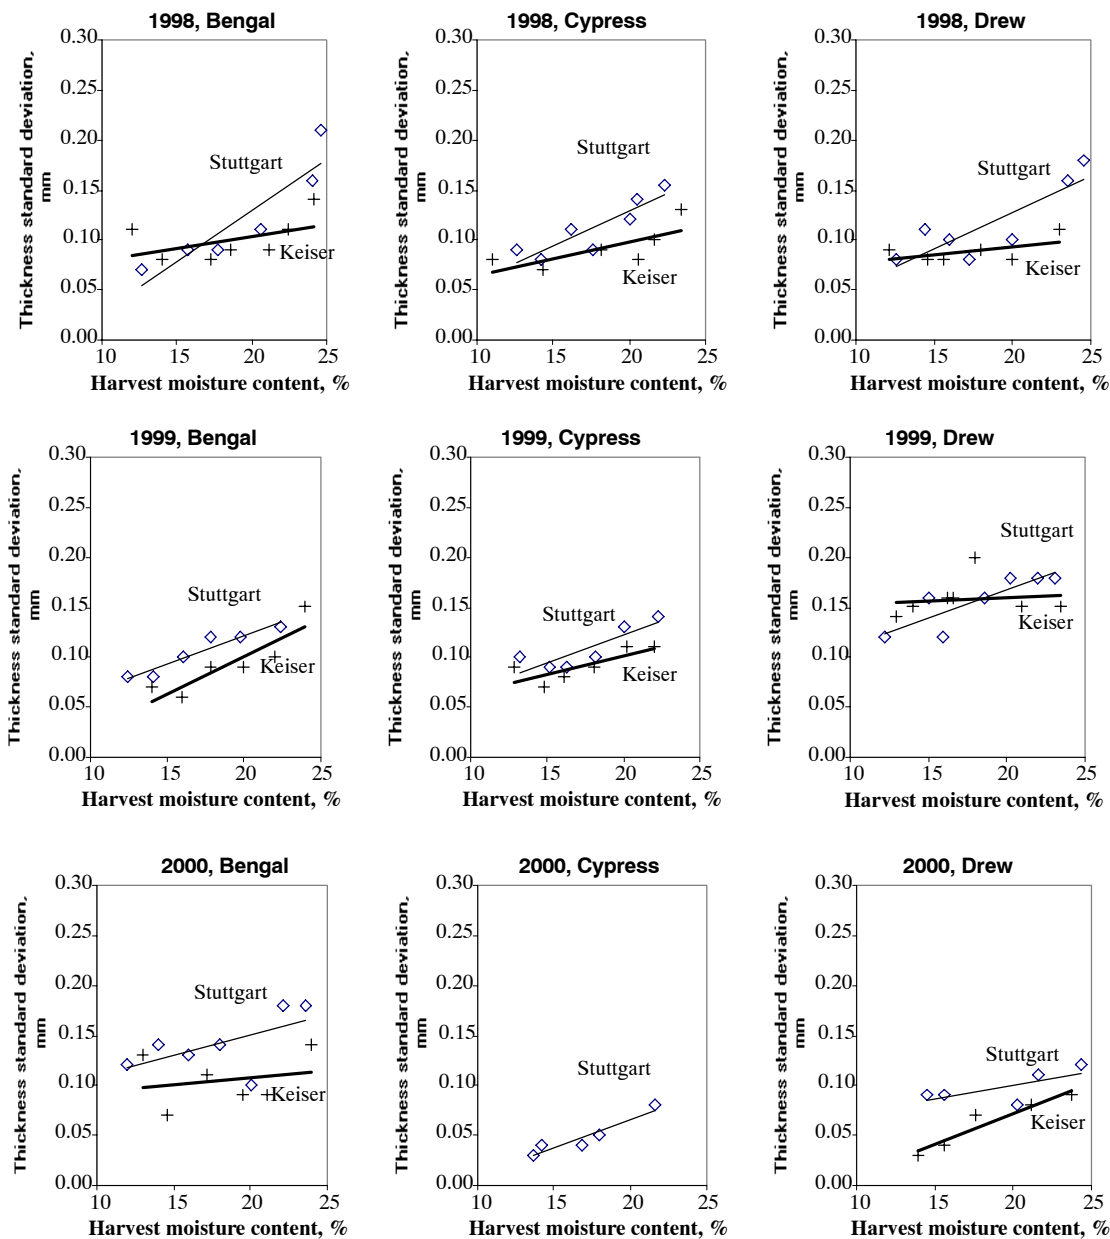 1998, Bengal
Thickness standard deviation,
mm
0.30
0.25
0.20
0.15
0.10
0.05
0.00
Stuttgart
Keiser
10 15 20 25
Harvest moisture content, %
1998, Cypress
Thickness standard deviation,
mm
0.30
0.25
0.20
0.15
0.10
0.05
0.00
Stuttgart
Keiser
10 15 20 25
Harvest moisture content, %
1998, Drew
Thickness standard deviation,
mm
0.30
0.25
0.20
0.15
0.10
0.05
0.00
Stuttgart
Keiser
10 15 20 25
Harvest moisture content, %
1999, Bengal
Thickness standard deviation,
mm
0.30
0.25
0.20
0.15
0.10
0.05
0.00
Stuttgart
Keiser
10 15 20 25
Harvest moisture content, %
1999, Cypress
Thickness standard deviation,
mm
0.30
0.25
0.20
0.15
0.10
0.05
0.00
Stuttgart
Keiser
10 15 20 25
Harvest moisture content, %
1999, Drew
Thickness standard deviation,
mm
0.30
0.25
0.20
0.15
0.10
0.05
0.00
Stuttgart
Keiser
10 15 20 25
Harvest moisture content, %
2000, Bengal
Thickness standard deviation,
mm
0.30
0.25
0.20
0.15
0.10
0.05
0.00
Stuttgart
Keiser
10 15 20 25
Harvest moisture content, %
2000, Cypress
Thickness standard deviation,
mm
0.30
0.25
0.20
0.15
0.10
0.05
0.00
Stuttgart
10 15 20 25
Harvest moisture content, %
2000, Drew
Thickness standard deviation,
mm
0.30
0.25
0.20
0.15
0.10
0.05
0.00
Stuttgart
Keiser
10 15 20 25
Harvest moisture content, %